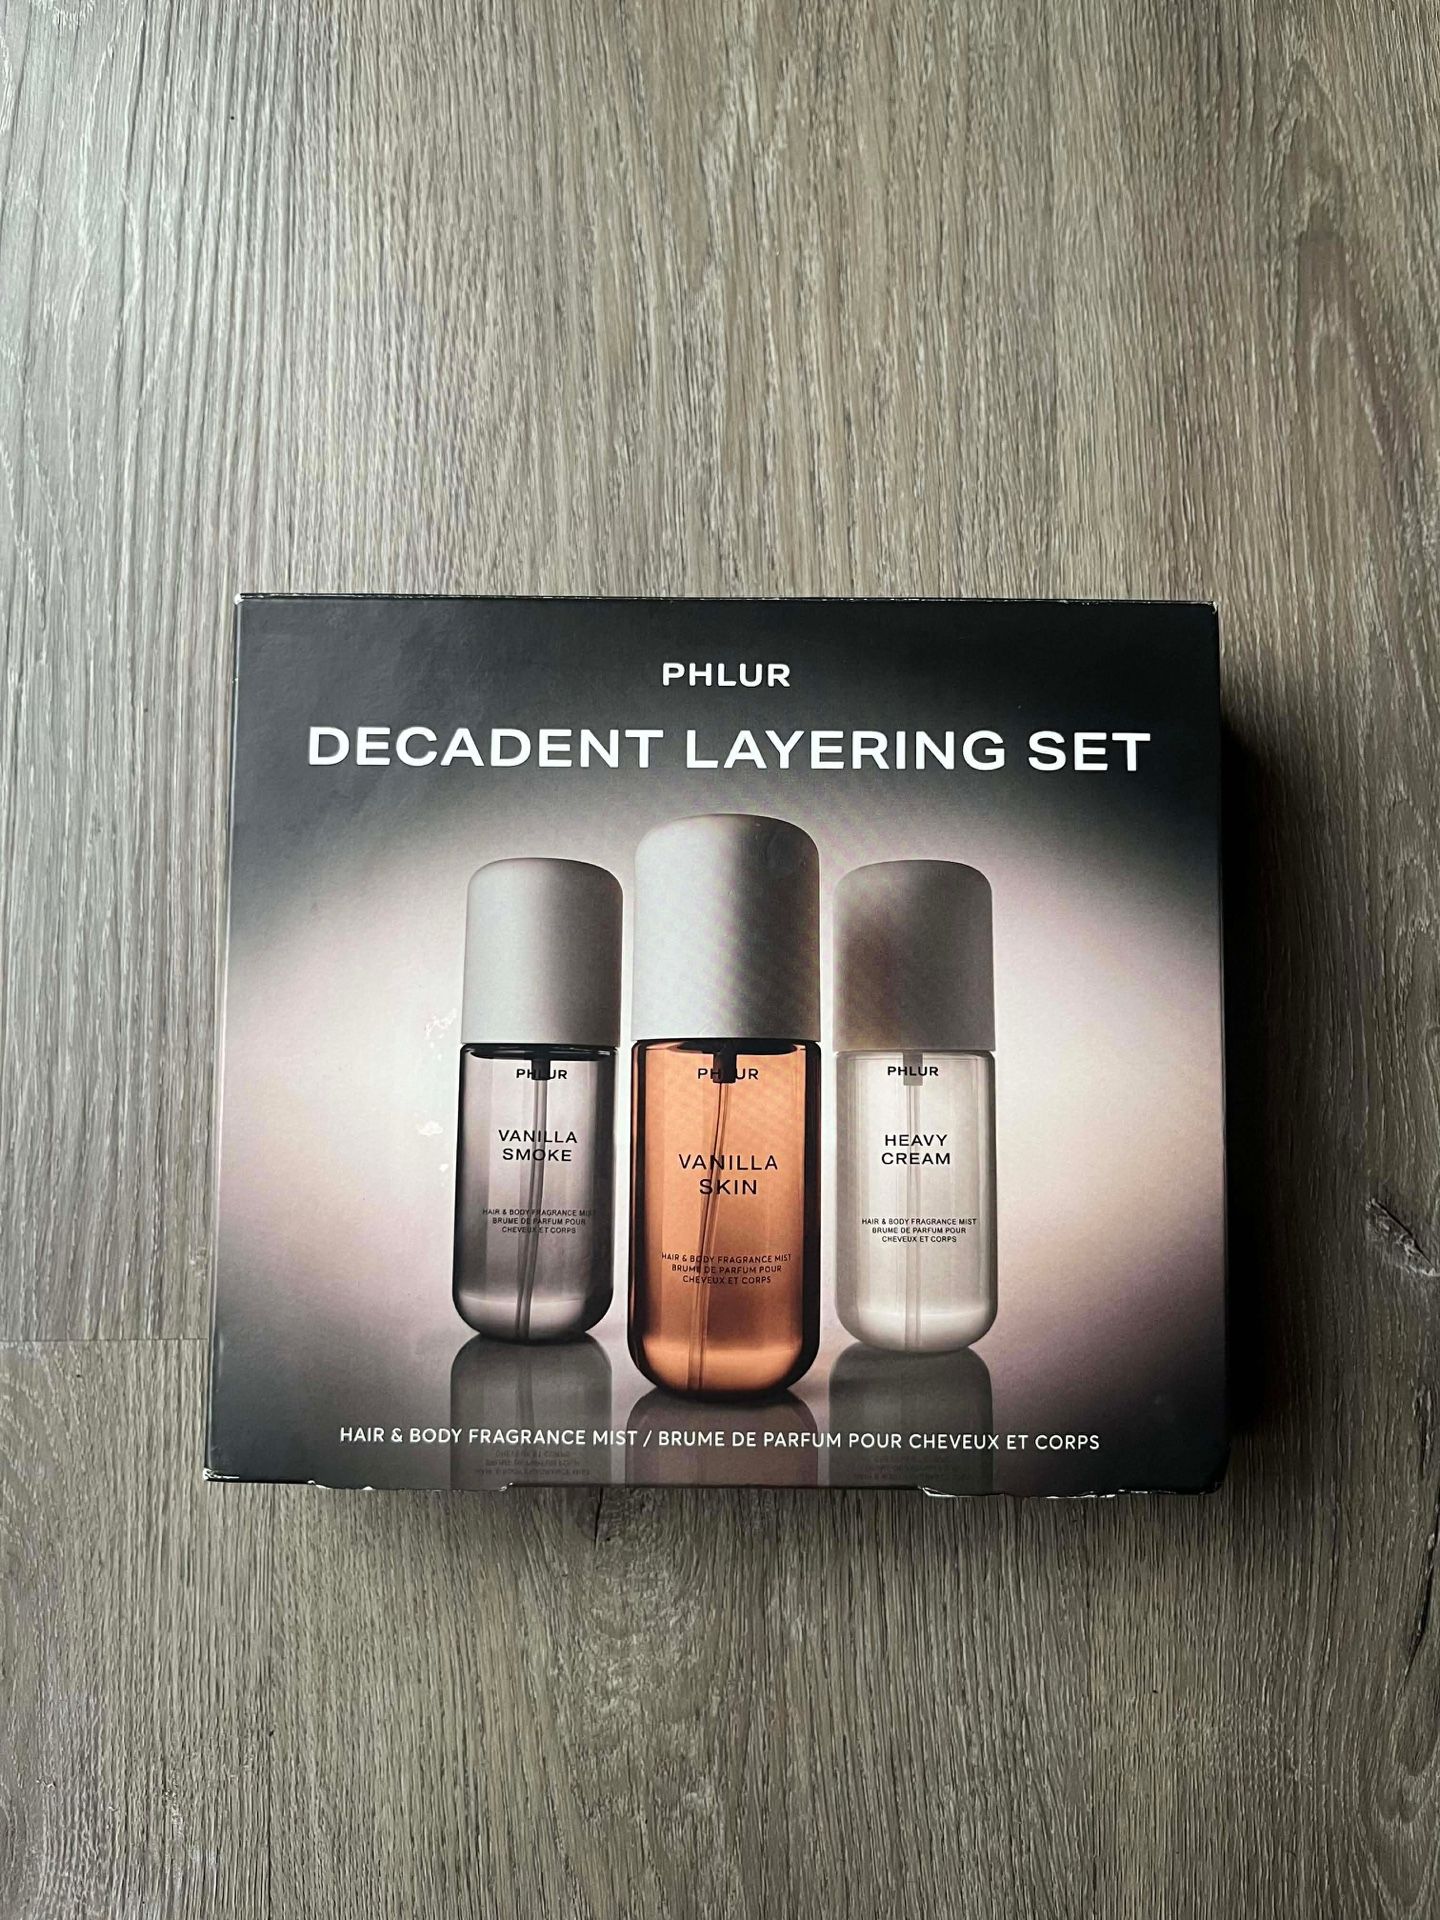 PHLUR
DECADENT LAYERING SET
PHLUR
VANILLA
SMOKE
HAIR & BODY FRAGRANCE MIST
BRUME DE PARFUM POUR
CHEVEUX ET CORPS
PHLUR
VANILLA
SKIN
HAIR & BODY FRAGRANCE MIST
BRUME DE PARFUM POUR
CHEVEUX ET CORPS
PHLUR
HEAVY
CREAM
HAIR & BODY FRAGRANCE MIST
BRUME DE PARFUM POUR
CHEVEUX ET CORPS
HAIR & BODY FRAGRANCE MIST / BRUME DE PARFUM POUR CHEVEUX ET CORPS